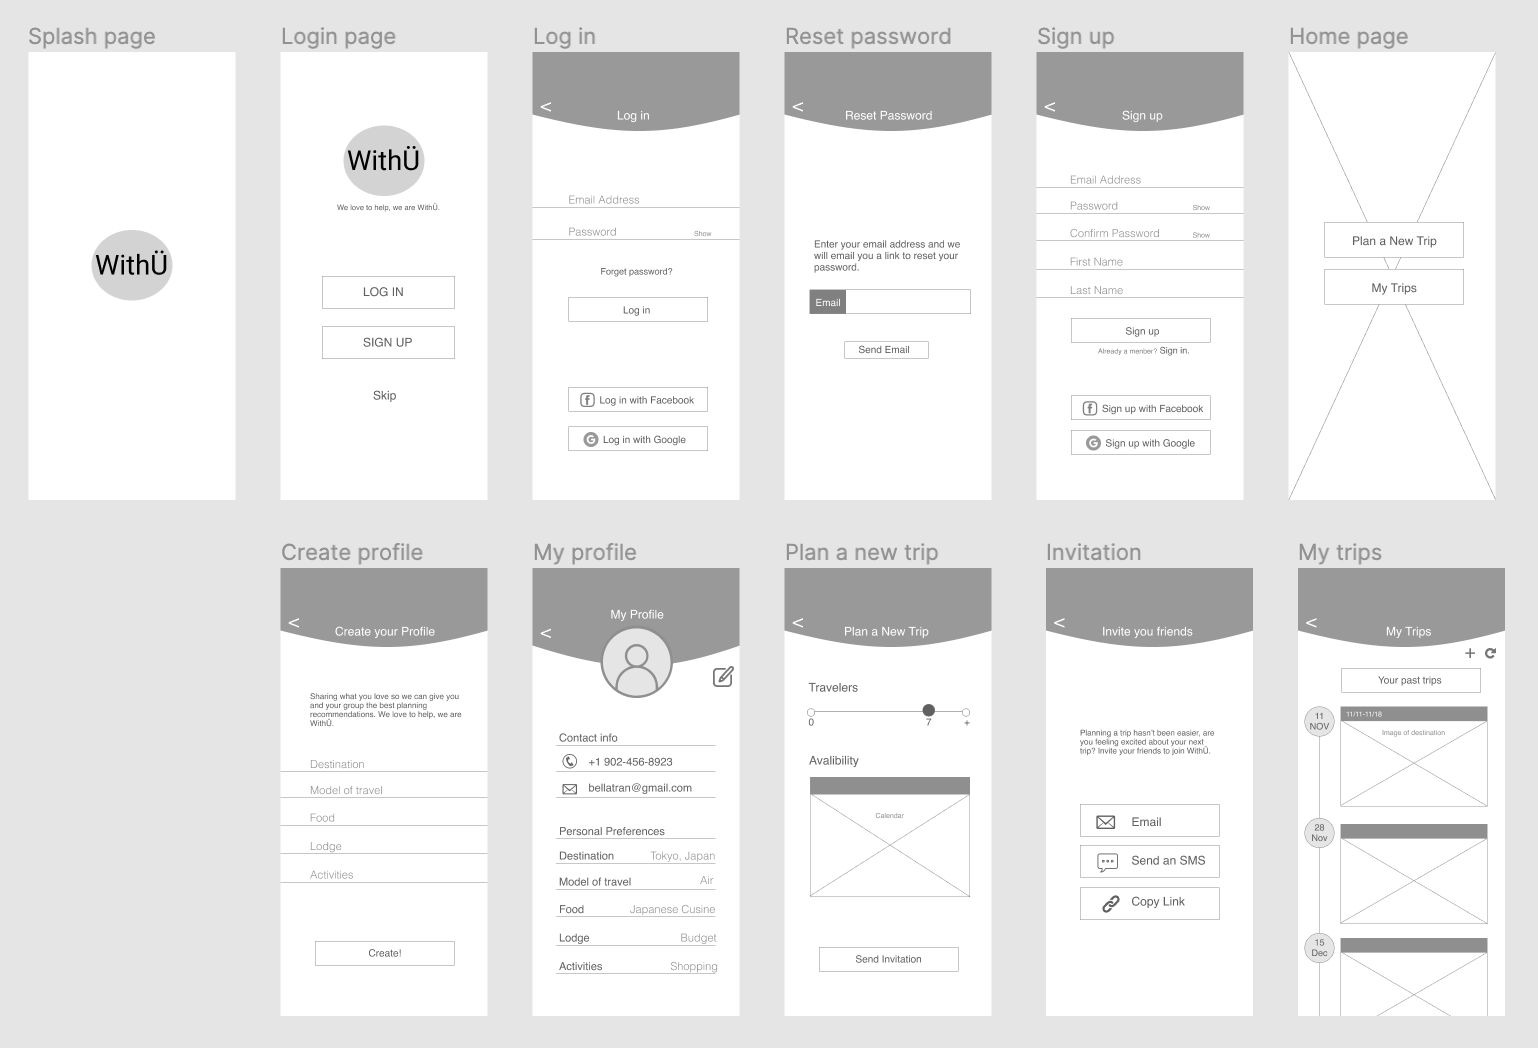 Splash page
WithÜ
Login page
WithÜ
We love to help, we are WithÜ.
LOG IN
SIGN UP
Skip
Log in
<
Log in
Email Address
Password Show
Forget password?
Log in
Log in with Facebook
G Log in with Google
Reset password
<
Reset Password
Enter your email address and we
will email you a link to reset your
password.
Email
Send Email
Sign up
<
Sign up
Email Address
Password Show
Confirm Password Show
First Name
Last Name
Sign up
Already a menber? Sign in.
Sign up with Facebook
G Sign up with Google
Home page
Plan a New Trip
My Trips
Create profile
<
Create your Profile
Sharing what you love so we can give you
and your group the best planning
recommendations. We love to help, we are
WithÜ.
Destination
Model of travel
Food
Lodge
Activities
Create!
My profile
My Profile
<
Contact info
+1 902-456-8923
bellatran@gmail.com
Personal Preferences
Destination Tokyo, Japan
Model of travel Air
Food Japanese Cusine
Lodge Budget
Activities Shopping
Plan a new trip
<
Plan a New Trip
Travelers
0 7 +
Avalibility
Calendar
Send Invitation
Invitation
<
Invite you friends
Planning a trip hasn't been easier, are
you feeling excited about your next
trip? Invite your friends to join WithÜ.
Email
Send an SMS
Copy Link
My trips
<
My Trips
+
Your past trips
11
NOV
11/11-11/18
Image of destination
28
Nov
15
Dec